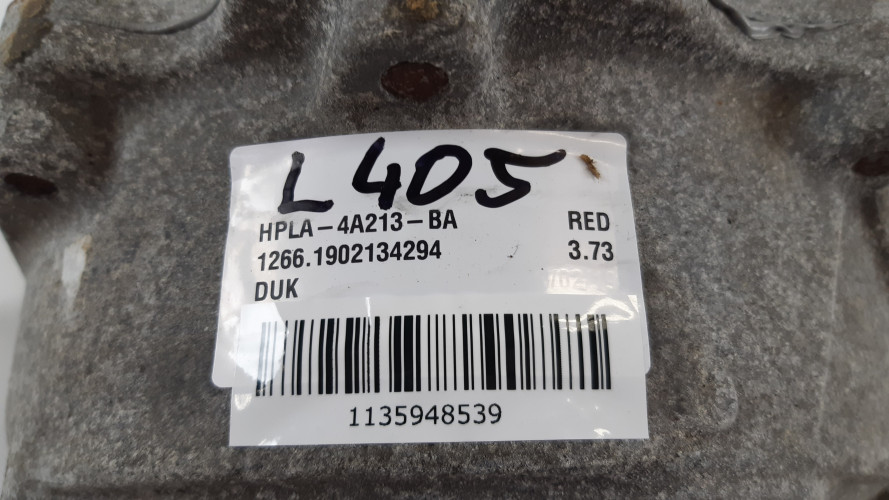 L405
HPLA-4A213-BA RED
1266.1902134294 3.73
DUK
1135948539